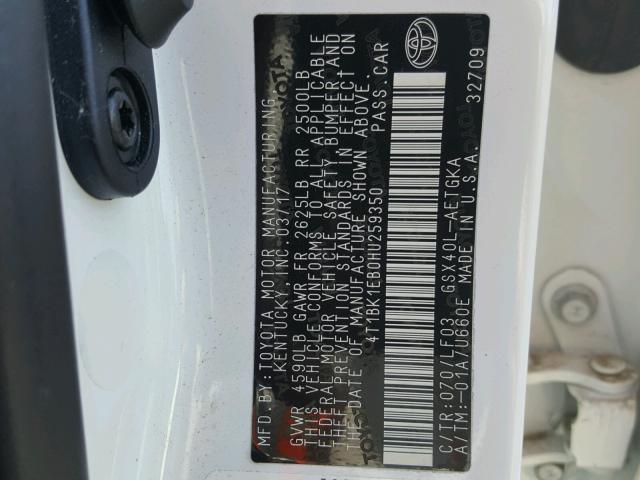 MFD. BY: TOYOTA MOTOR MANUFACTURING,
KENTUCKY, INC. 03/17
GVWR 4590LB GAWR FR 2625LB RR 2500LB
THIS VEHICLE CONFORMS TO ALL APPLICABLE
FEDERAL MOTOR VEHICLE SAFETY, BUMPER, AND
THEFT PREVENTION STANDARDS IN EFFECT ON
THE DATE OF MANUFACTURE SHOWN ABOVE.
4T1BK1EB0HU259350 PASS. CAR
C/TR: 070/LF03 GSX40L-AETGKA
A/TM: -01A/U660E MADE IN U.S.A. 32709